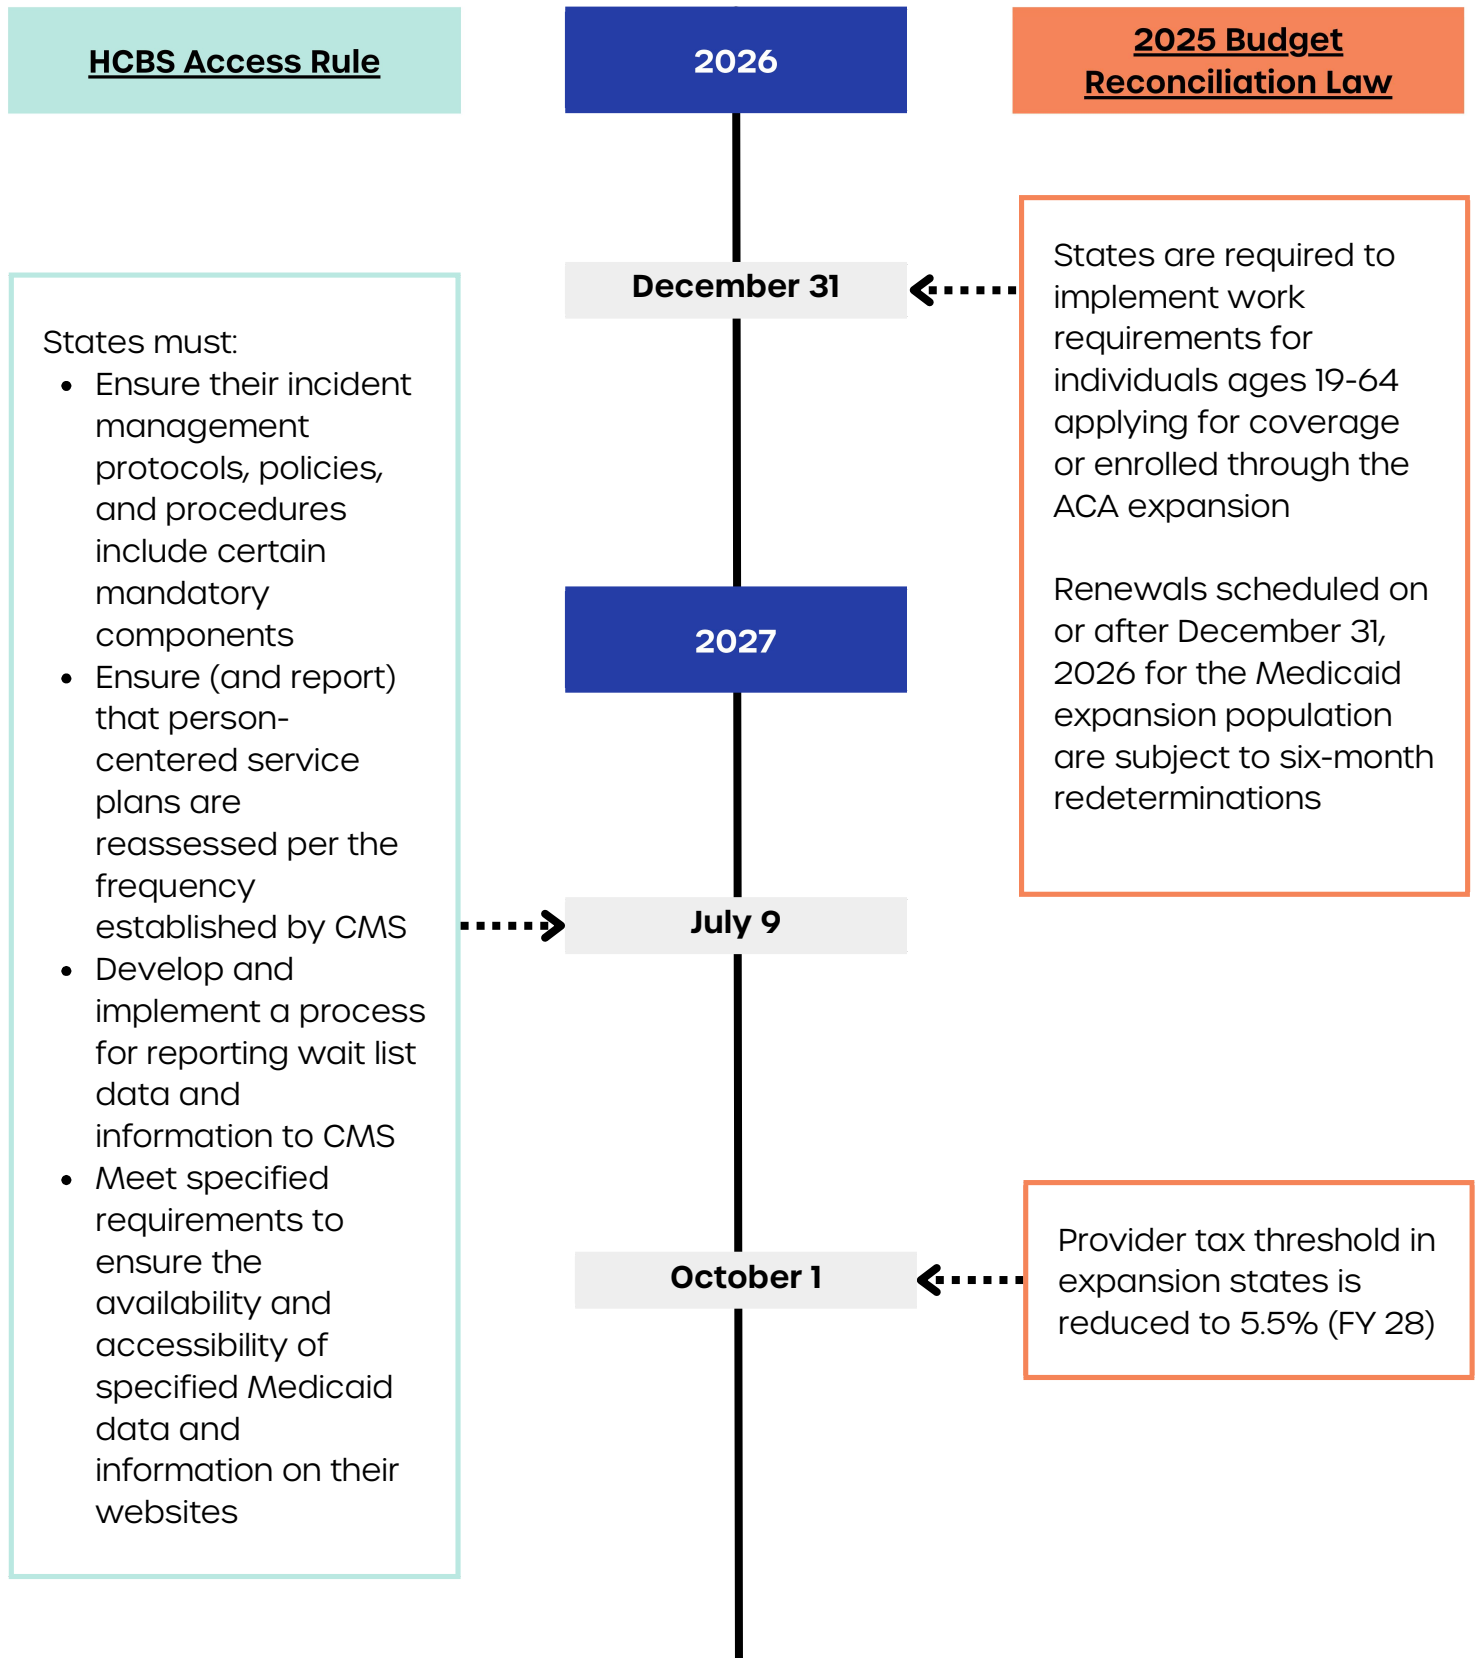 HCBS Access Rule
2026
2025 Budget
Reconciliation Law
December 31
States are required to
implement work
requirements for
individuals ages 19-64
applying for coverage
or enrolled through the
ACA expansion
Renewals scheduled on
or after December 31,
2026 for the Medicaid
expansion population
are subject to six-month
redeterminations
2027
States must:
• Ensure their incident
management
protocols, policies,
and procedures
include certain
mandatory
components
• Ensure (and report)
that person-
centered service
plans are
reassessed per the
frequency
established by CMS
• Develop and
implement a process
for reporting wait list
data and
information to CMS
• Meet specified
requirements to
ensure the
availability and
accessibility of
specified Medicaid
data and
information on their
websites
July 9
October 1
Provider tax threshold in
expansion states is
reduced to 5.5% (FY 28)